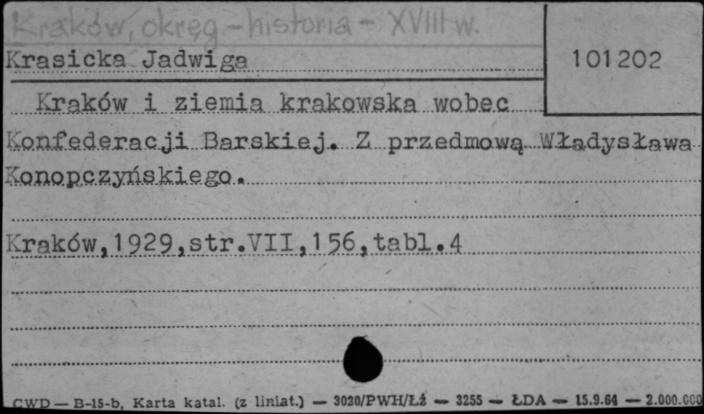 Kraków, okręg - historia - XVIII w.
Krasicka Jadwiga
101202
Kraków i ziemia krakowska wobec
Konfederacji Barskiej. Z przedmową Władysława
Konopczyńskiego.
Kraków,1929,str.VII,156,tabl.4
CWD — B-15-b, Karta katal. (z liniat.) — 3020/PWH/Łż — 3255 — ŁDA — 15.9.64 — 2.000.000